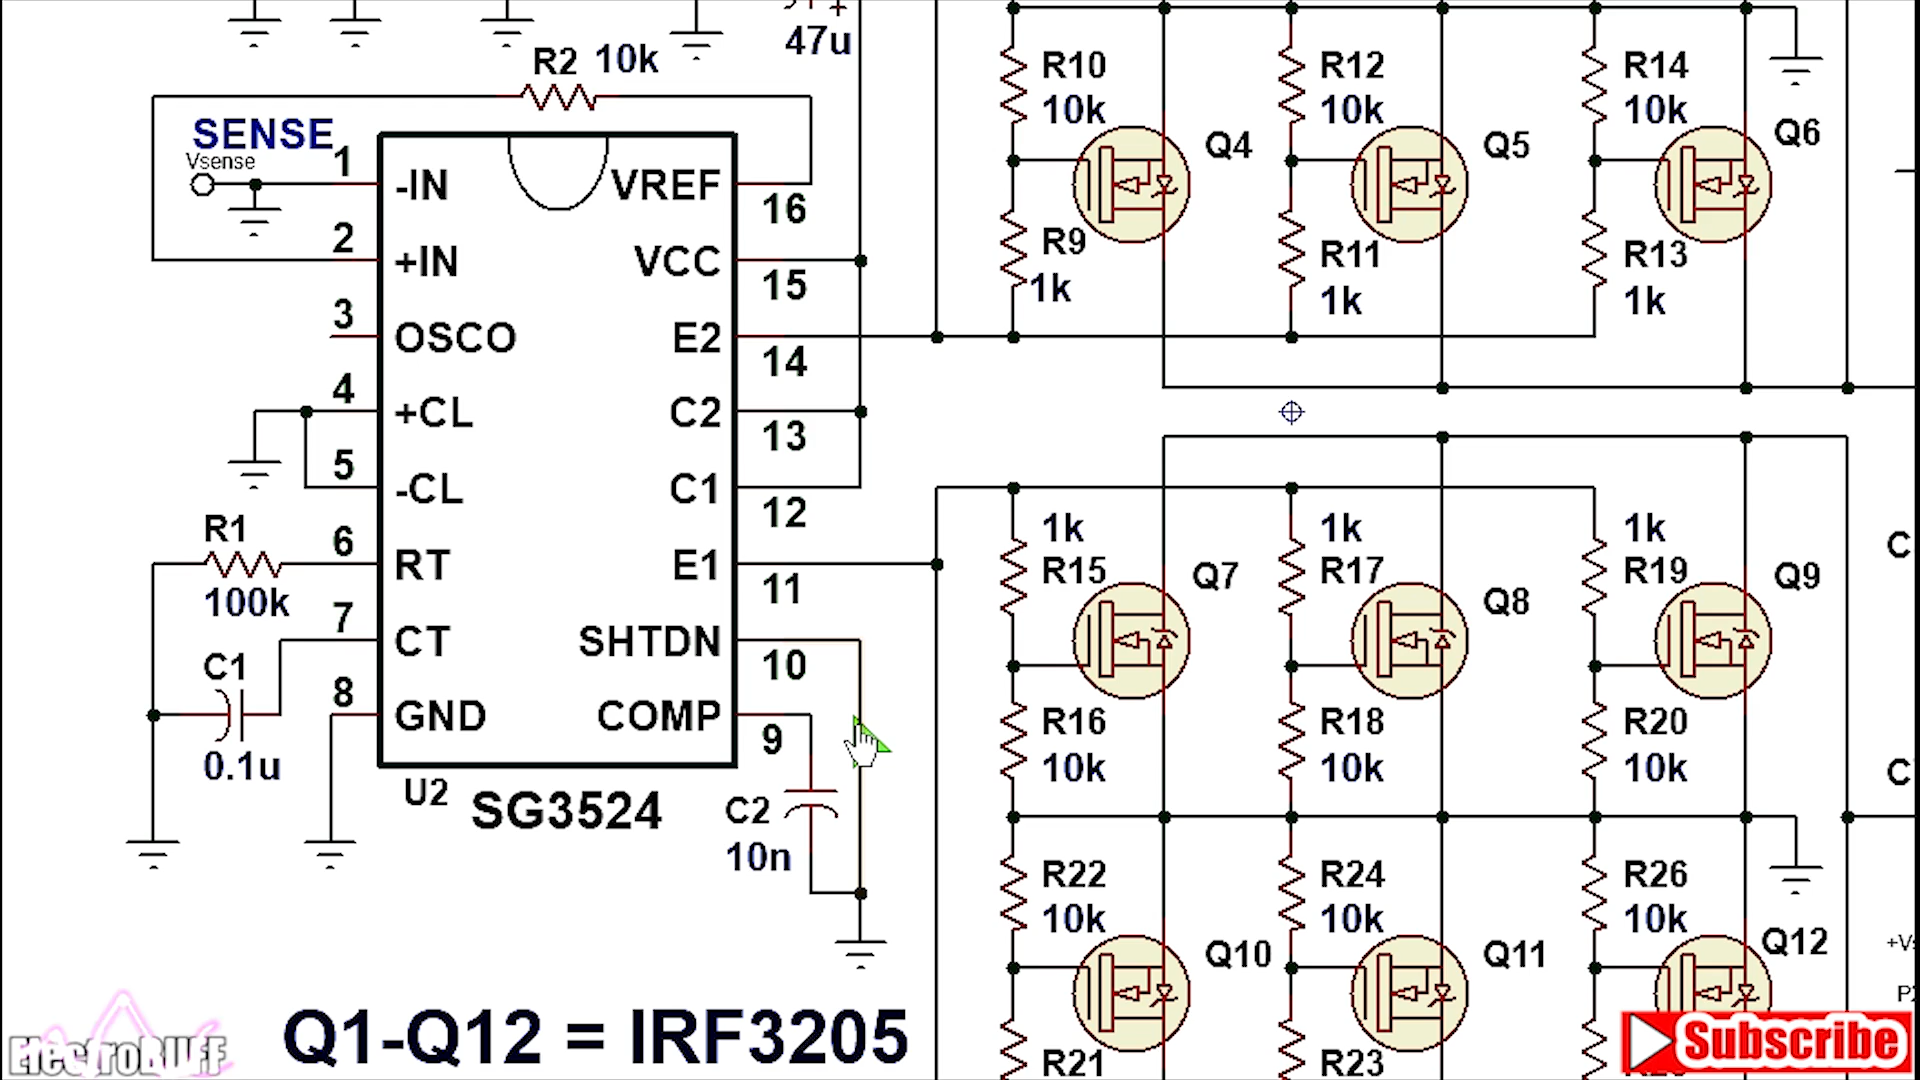 47u
R2 10k
SENSE
Vsense
1
-IN
VREF
16
2
+IN
VCC
15
3
OSCO
E2
14
4
+CL
C2
13
5
-CL
C1
12
R1
100k
6
RT
E1
11
7
CT
SHTDN
10
C1
0.1u
8
GND
COMP
9
U2
SG3524
C2
10n
R10
10k
Q4
R9
1k
R12
10k
Q5
R11
1k
R14
10k
Q6
R13
1k
1k
R15
Q7
R16
10k
1k
R17
Q8
R18
10k
1k
R19
Q9
R20
10k
C
C
R22
10k
Q10
R21
R24
10k
Q11
R23
R26
10k
Q12
Q1-Q12 = IRF3205
ElectroBUFF
Subscribe